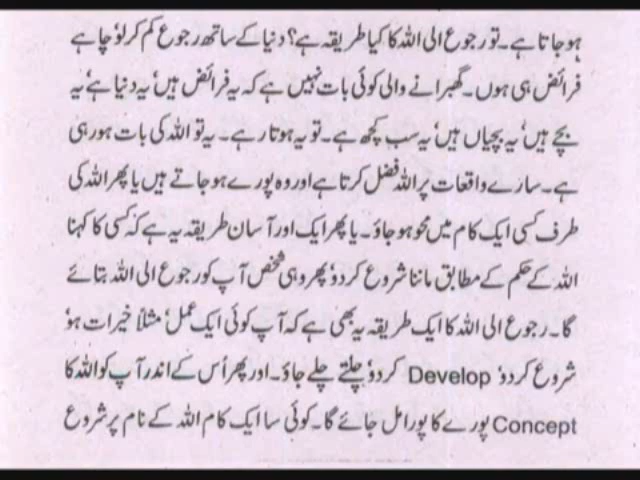 ہو جاتا ہے۔ تو رجوع الی اللہ کا کیا طریقہ ہے؟ دنیا کے ساتھ رجوع کم کر لو' چاہے
فرائض ہی ہوں۔ گھبرانے والی کوئی بات نہیں ہے کہ یہ فرائض ہیں' یہ دنیا ہے' یہ
بچے ہیں' یہ بچیاں ہیں' یہ سب کچھ ہے۔ تو یہ ہوتا رہے۔ یہ تو اللہ کی بات ہو رہی
ہے۔ سارے واقعات پر اللہ فضل کرتا ہے اور وہ پورے ہو جاتے ہیں یا پھر اللہ کی
طرف کسی ایک کام میں محو ہو جاؤ۔ یا پھر ایک اور آسان طریقہ یہ ہے کہ کسی کا کہنا
اللہ کے حکم کے مطابق ماننا شروع کر دو' پھر وہی شخص آپ کو رجوع الی اللہ بتائے
گا۔ رجوع الی اللہ کا ایک طریقہ یہ بھی ہے کہ آپ کوئی ایک عمل' مثلاً خیرات ہو'
شروع کر دو' Develop کر دو' چلتے چلے جاؤ۔ اور پھر اُس کے اندر آپ کو اللہ کا
Concept پورے کا پورا مل جائے گا۔ کوئی سا ایک کام اللہ کے نام پر شروع